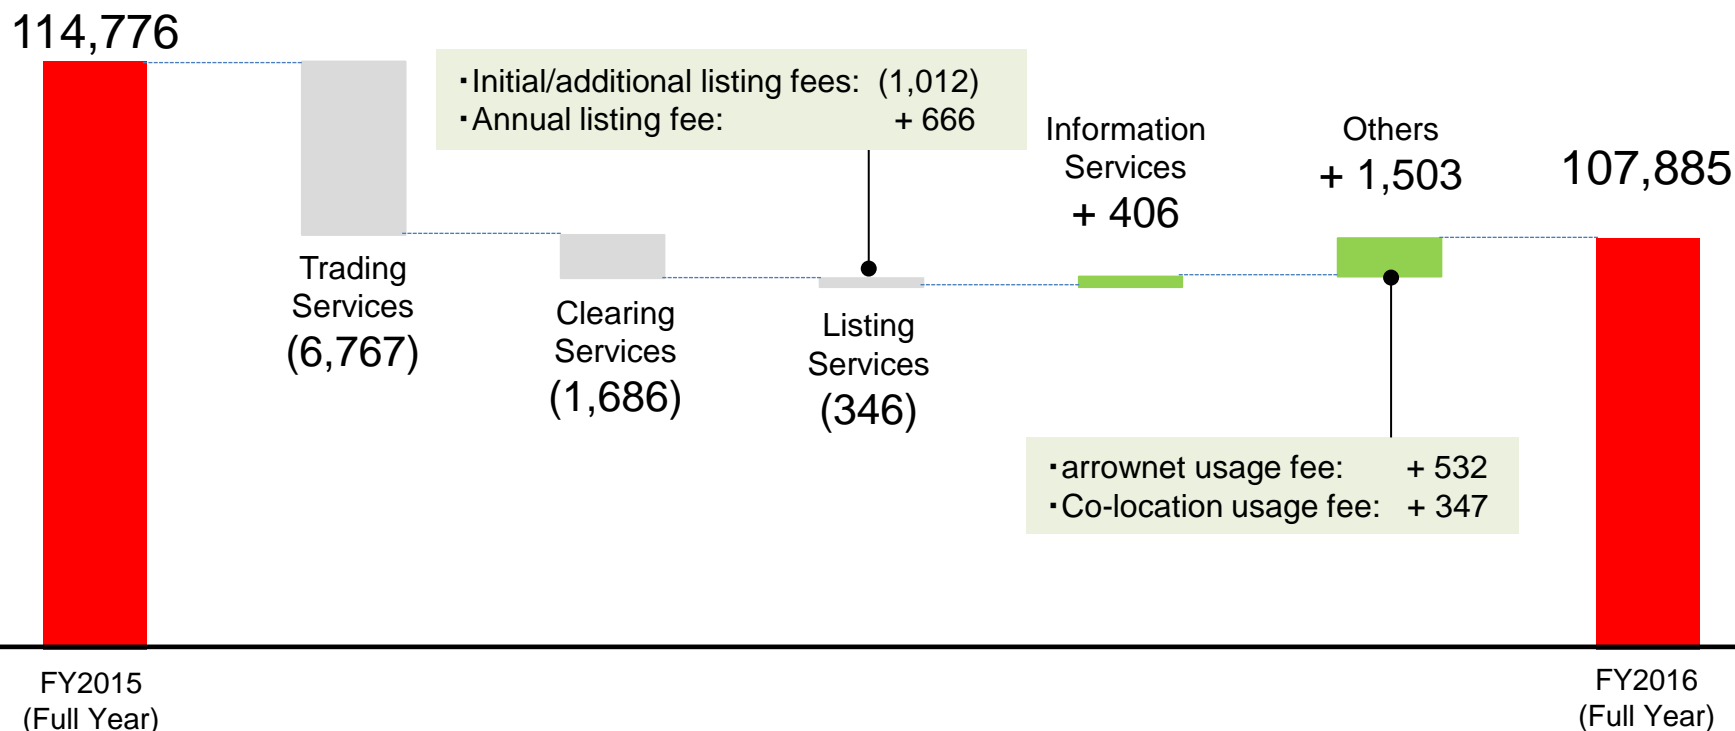 114,776
・Initial/additional listing fees: (1,012)
・Annual listing fee: + 666
Information
Services
+ 406
Others
+ 1,503
107,885
Trading
Services
(6,767)
Clearing
Services
(1,686)
Listing
Services
(346)
・arrownet usage fee: + 532
・Co-location usage fee: + 347
FY2015
(Full Year)
FY2016
(Full Year)